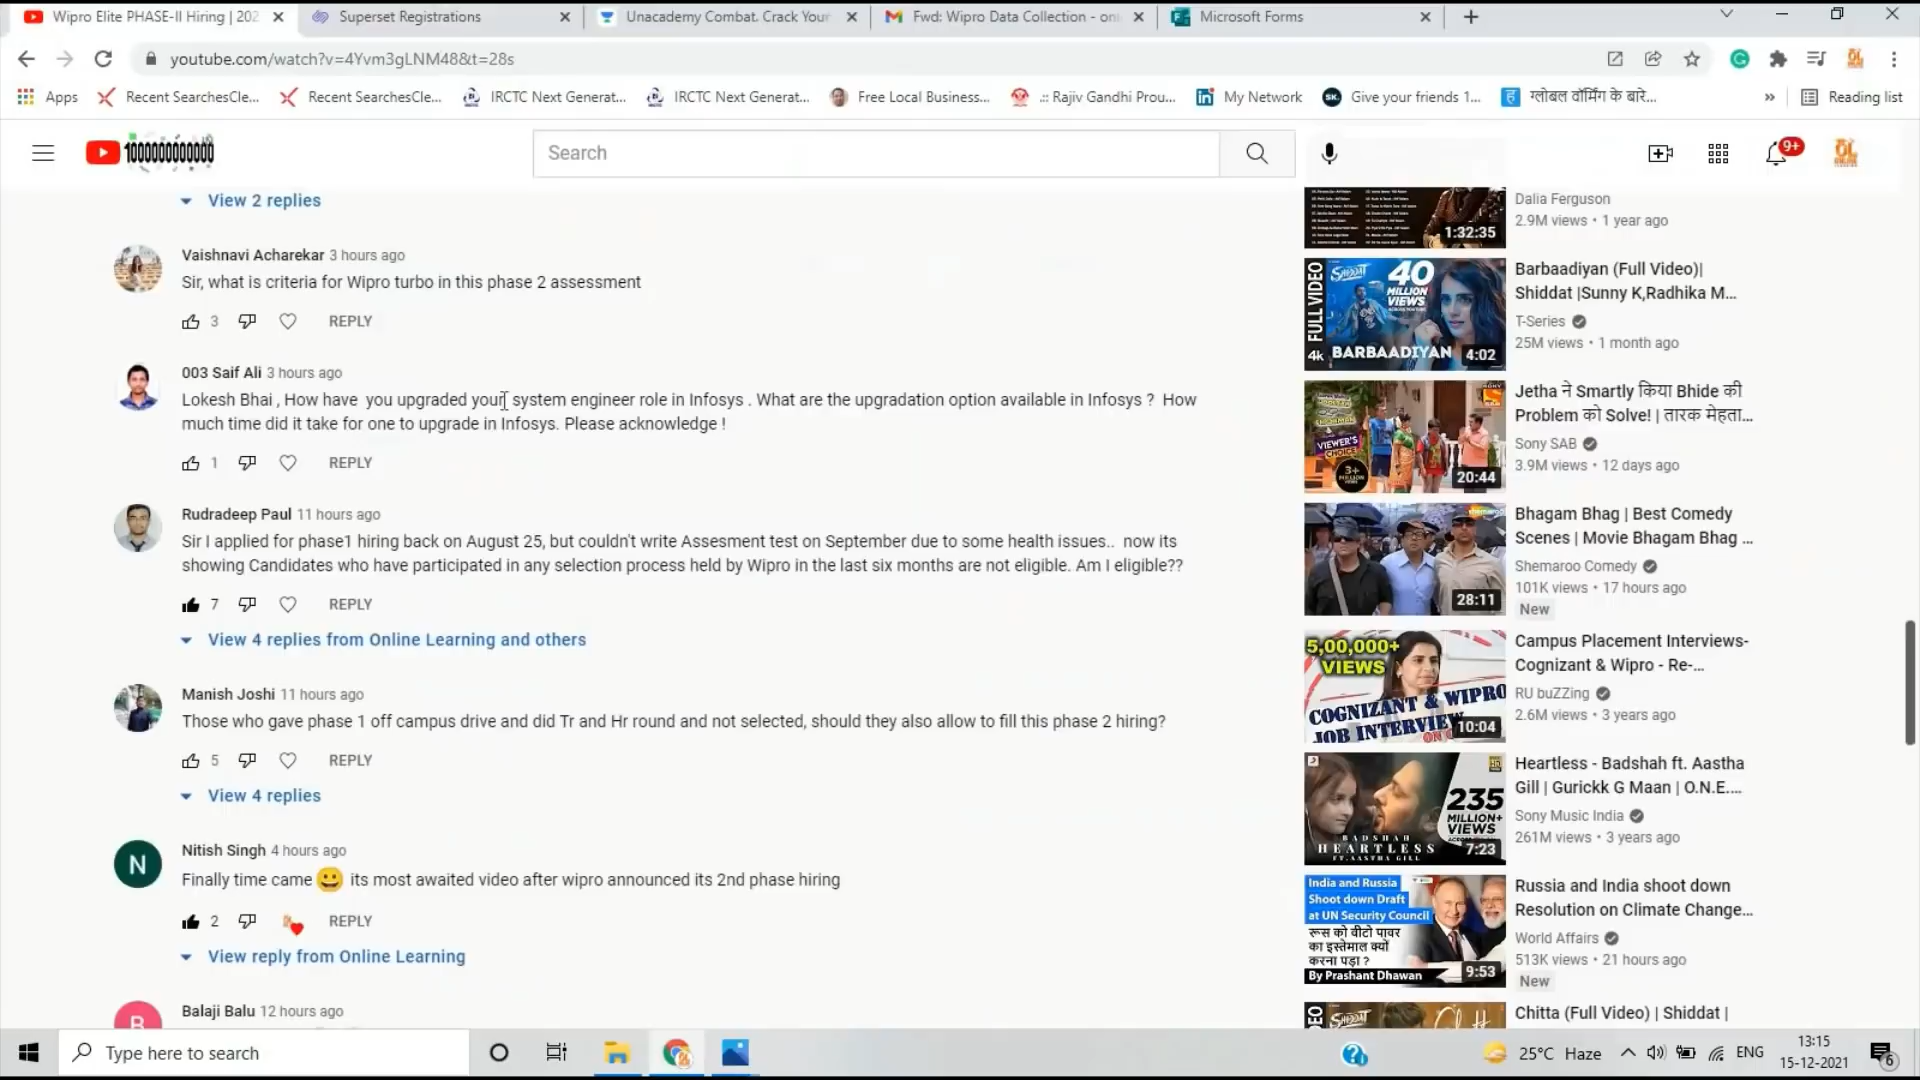 Wipro Elite PHASE-II Hiring | 202
Superset Registrations
Unacademy Combat. Crack Your
Fwd: Wipro Data Collection - onl
Microsoft Forms
youtube.com/watch?v=4Yvm3gLNM48&t=28s
Apps
Recent SearchesCle...
Recent SearchesCle...
IRCTC Next Generat...
IRCTC Next Generat...
Free Local Business...
.:: Rajiv Gandhi Prou...
My Network
Give your friends 1...
ग्लोबल वॉर्मिंग के बारे...
Reading list
Search
9+
View 2 replies
Vaishnavi Acharekar 3 hours ago
Sir, what is criteria for Wipro turbo in this phase 2 assessment
3 REPLY
003 Saif Ali 3 hours ago
Lokesh Bhai , How have you upgraded your system engineer role in Infosys . What are the upgradation option available in Infosys ? How
much time did it take for one to upgrade in Infosys. Please acknowledge !
1 REPLY
Rudradeep Paul 11 hours ago
Sir I applied for phase1 hiring back on August 25, but couldn't write Assesment test on September due to some health issues.. now its
showing Candidates who have participated in any selection process held by Wipro in the last six months are not eligible. Am I eligible??
7 REPLY
View 4 replies from Online Learning and others
Manish Joshi 11 hours ago
Those who gave phase 1 off campus drive and did Tr and Hr round and not selected, should they also allow to fill this phase 2 hiring?
5 REPLY
View 4 replies
Nitish Singh 4 hours ago
Finally time came 😀 its most awaited video after wipro announced its 2nd phase hiring
2 REPLY
View reply from Online Learning
Balaji Balu 12 hours ago
1:32:35
Dalia Ferguson
2.9M views • 1 year ago
FULL VIDEO
4k
SHIDDAT
40
MILLION
VIEWS
BARBAADIYAN
4:02
Barbaadiyan (Full Video)|
Shiddat |Sunny K,Radhika M...
T-Series
25M views • 1 month ago
VIEWER'S
CHOICE
3+
20:44
Jetha ने Smartly किया Bhide की
Problem को Solve! | तारक मेहता...
Sony SAB
3.9M views • 12 days ago
shemaroo
28:11
Bhagam Bhag | Best Comedy
Scenes | Movie Bhagam Bhag ...
Shemaroo Comedy
101K views • 17 hours ago
New
5,00,000+
VIEWS
COGNIZANT & WIPRO
JOB INTERVIEW
10:04
Campus Placement Interviews-
Cognizant & Wipro - Re-...
RU buZZing
2.6M views • 3 years ago
235
MILLION+
VIEWS
BADSHAH
HEARTLESS
FT. AASTHA GILL
7:23
Heartless - Badshah ft. Aastha
Gill | Gurickk G Maan | O.N.E....
Sony Music India
261M views • 3 years ago
India and Russia
Shoot down Draft
at UN Security Council
रूस को वीटो पावर
का इस्तेमाल क्यों
करना पड़ा ?
By Prashant Dhawan
9:53
Russia and India shoot down
Resolution on Climate Change...
World Affairs
513K views • 21 hours ago
New
SHIDDAT
Chitta (Full Video) | Shiddat |
Type here to search
25°C Haze
ENG
13:15
15-12-2021
6